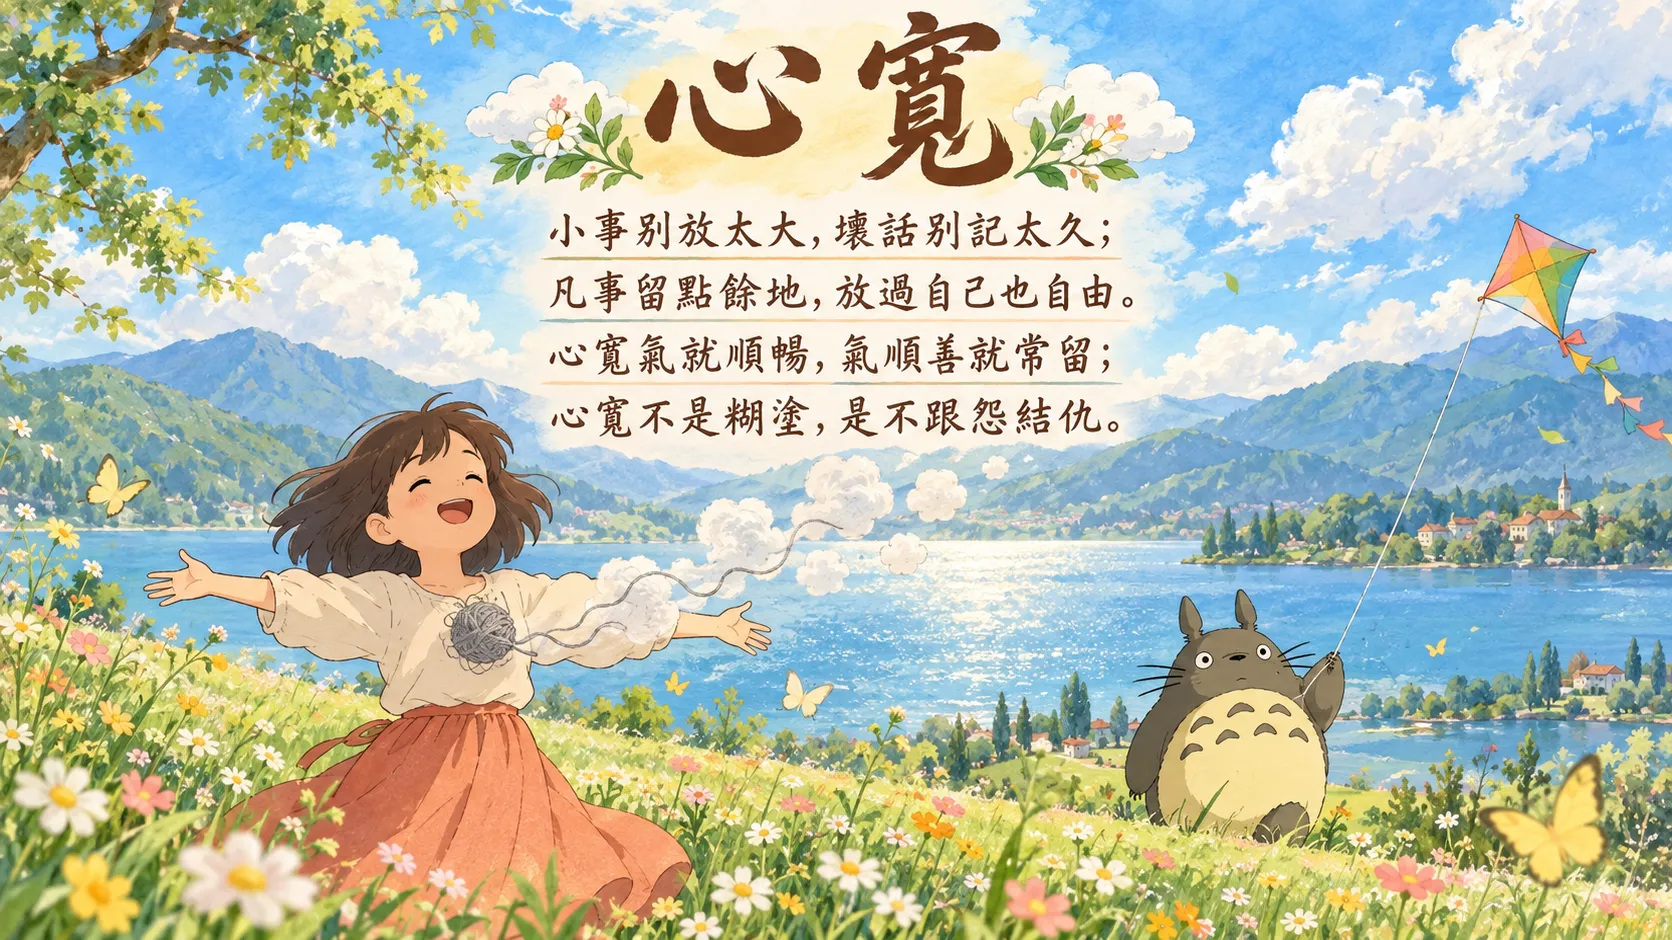 心寬
小事別放太大，壞話別記太久；
凡事留點餘地，放過自己也自由。
心寬氣就順暢，氣順善就常留；
心寬不是糊塗，是不跟怨結仇。